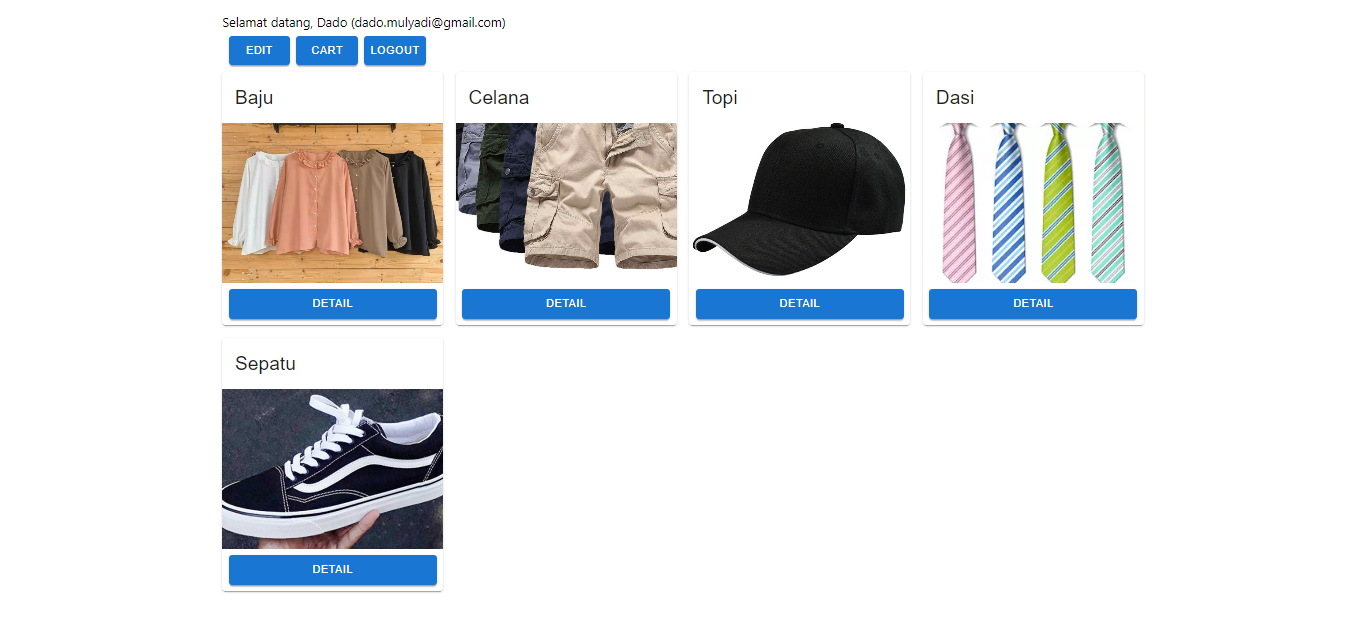 Selamat datang, Dado (dado.mulyadi@gmail.com)
EDIT CART LOGOUT
Baju Celana Topi Dasi
DETAIL DETAIL DETAIL DETAIL
Sepatu
DETAIL